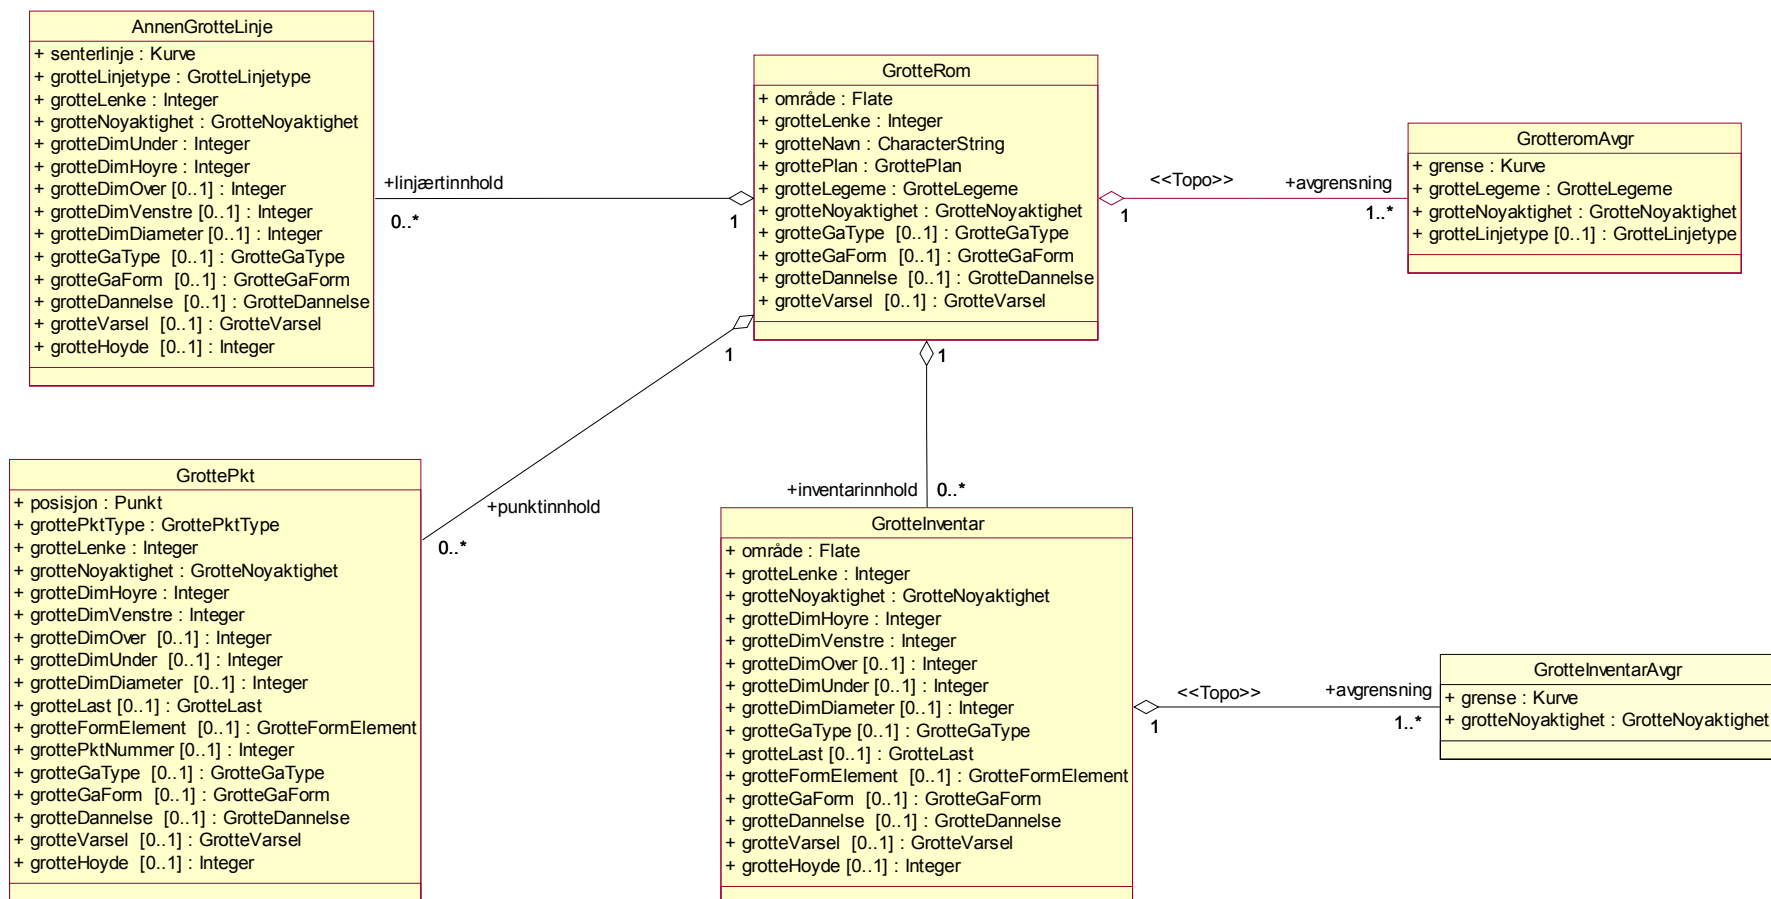 AnnenGrotteLinje
+ senterlinje : Kurve
+ grotteLinjetype : GrotteLinjetype
+ grotteLenke : Integer
+ grotteNoyaktighet : GrotteNoyaktighet
+ grotteDimUnder : Integer
+ grotteDimHoyre : Integer
+ grotteDimOver [0..1] : Integer
+ grotteDimVenstre [0..1] : Integer
+ grotteDimDiameter [0..1] : Integer
+ grotteGaType [0..1] : GrotteGaType
+ grotteGaForm [0..1] : GrotteGaForm
+ grotteDannelse [0..1] : GrotteDannelse
+ grotteVarsel [0..1] : GrotteVarsel
+ grotteHoyde [0..1] : Integer
+linjærtinnhold
0..*
1
GrotteRom
+ område : Flate
+ grotteLenke : Integer
+ grotteNavn : CharacterString
+ grottePlan : GrottePlan
+ grotteLegeme : GrotteLegeme
+ grotteNoyaktighet : GrotteNoyaktighet
+ grotteGaType [0..1] : GrotteGaType
+ grotteGaForm [0..1] : GrotteGaForm
+ grotteDannelse [0..1] : GrotteDannelse
+ grotteVarsel [0..1] : GrotteVarsel
<<Topo>>
+avgrensning
1
1..*
GrotteromAvgr
+ grense : Kurve
+ grotteLegeme : GrotteLegeme
+ grotteNoyaktighet : GrotteNoyaktighet
+ grotteLinjetype [0..1] : GrotteLinjetype
1
1
+punktinnhold
0..*
+inventarinnhold
0..*
GrottePkt
+ posisjon : Punkt
+ grottePktType : GrottePktType
+ grotteLenke : Integer
+ grotteNoyaktighet : GrotteNoyaktighet
+ grotteDimHoyre : Integer
+ grotteDimVenstre : Integer
+ grotteDimOver [0..1] : Integer
+ grotteDimUnder [0..1] : Integer
+ grotteDimDiameter [0..1] : Integer
+ grotteLast [0..1] : GrotteLast
+ grotteFormElement [0..1] : GrotteFormElement
+ grottePktNummer [0..1] : Integer
+ grotteGaType [0..1] : GrotteGaType
+ grotteGaForm [0..1] : GrotteGaForm
+ grotteDannelse [0..1] : GrotteDannelse
+ grotteVarsel [0..1] : GrotteVarsel
+ grotteHoyde [0..1] : Integer
GrotteInventar
+ område : Flate
+ grotteLenke : Integer
+ grotteNoyaktighet : GrotteNoyaktighet
+ grotteDimHoyre : Integer
+ grotteDimVenstre : Integer
+ grotteDimOver [0..1] : Integer
+ grotteDimUnder [0..1] : Integer
+ grotteDimDiameter [0..1] : Integer
+ grotteGaType [0..1] : GrotteGaType
+ grotteLast [0..1] : GrotteLast
+ grotteFormElement [0..1] : GrotteFormElement
+ grotteGaForm [0..1] : GrotteGaForm
+ grotteDannelse [0..1] : GrotteDannelse
+ grotteVarsel [0..1] : GrotteVarsel
+ grotteHoyde [0..1] : Integer
<<Topo>>
+avgrensning
1
1..*
GrotteInventarAvgr
+ grense : Kurve
+ grotteNoyaktighet : GrotteNoyaktighet